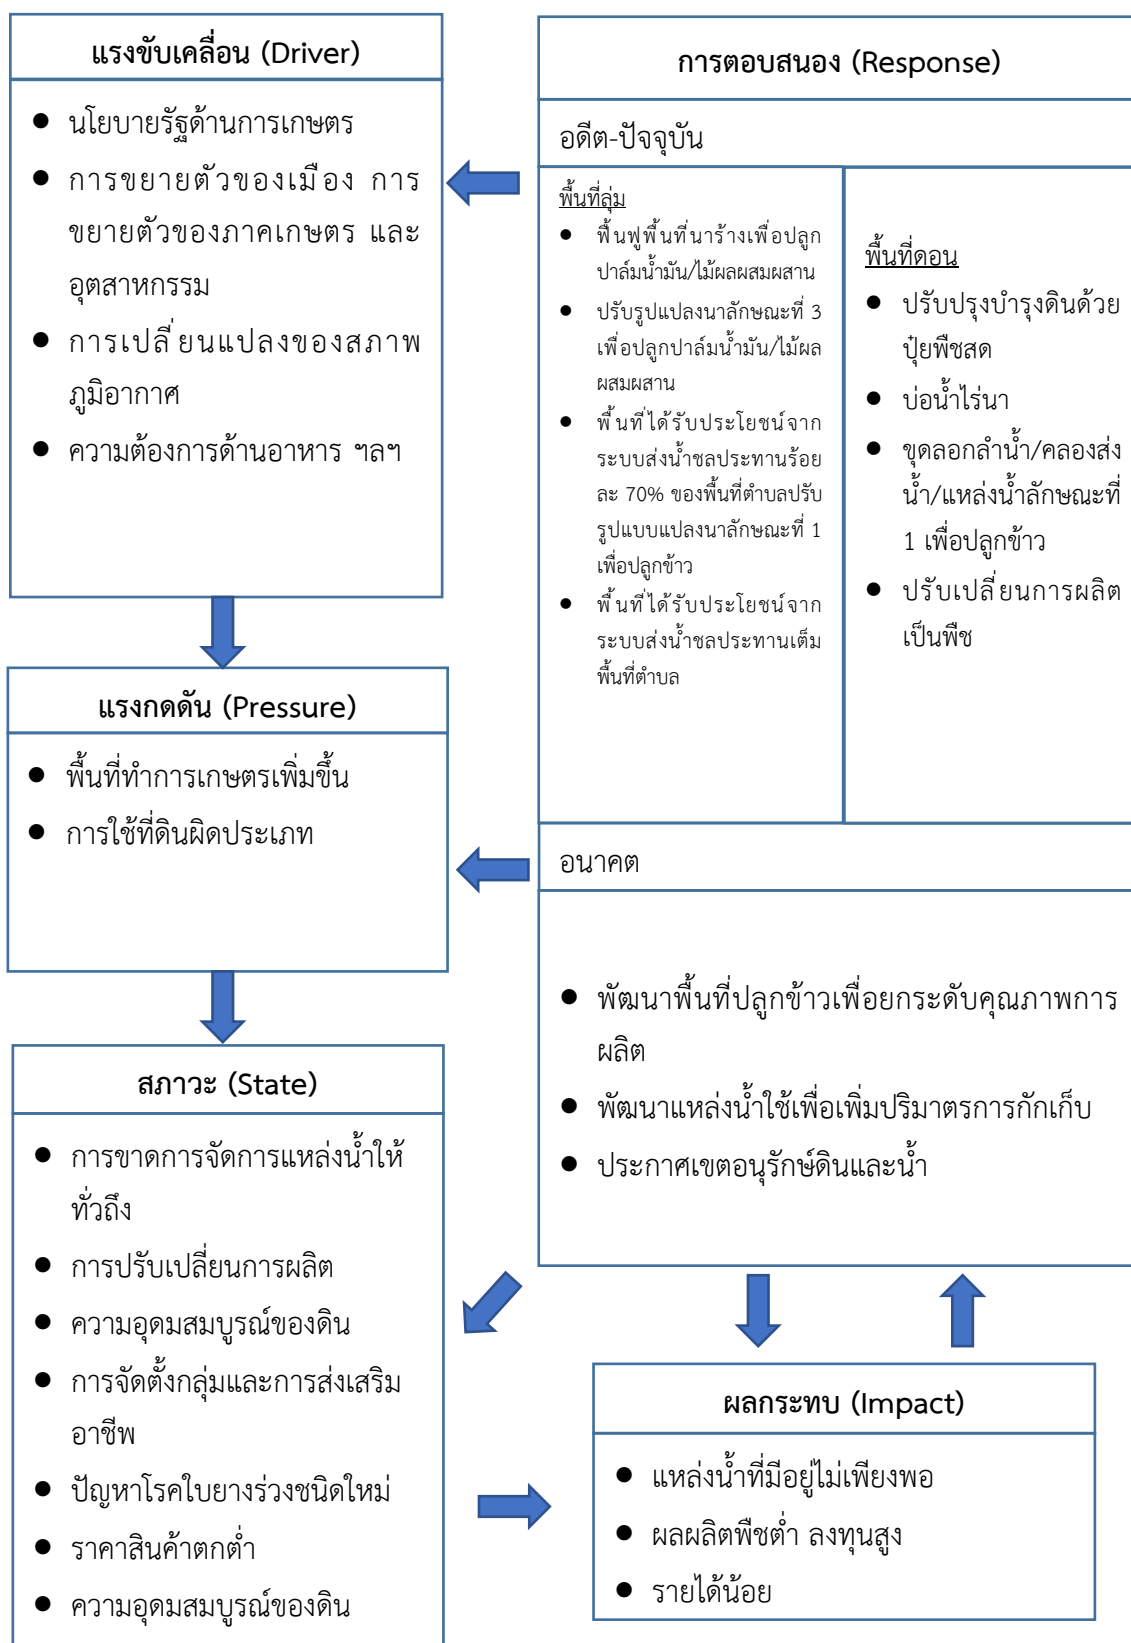 แรงขับเคลื่อน (Driver)
● นโยบายรัฐด้านการเกษตร
● การขยายตัวของเมือง การ
ขยายตัวของภาคเกษตร และ
อุตสาหกรรม
● การเปลี่ยนแปลงของสภาพ
ภูมิอากาศ
● ความต้องการด้านอาหาร ฯลฯ
แรงกดดัน (Pressure)
● พื้นที่ทำการเกษตรเพิ่มขึ้น
● การใช้ที่ดินผิดประเภท
สภาวะ (State)
● การขาดการจัดการแหล่งน้ำให้
ทั่วถึง
● การปรับเปลี่ยนการผลิต
● ความอุดมสมบูรณ์ของดิน
● การจัดตั้งกลุ่มและการส่งเสริม
อาชีพ
● ปัญหาโรคใบยางร่วงชนิดใหม่
● ราคาสินค้าตกต่ำ
● ความอุดมสมบูรณ์ของดิน
การตอบสนอง (Response)
อดีต-ปัจจุบัน
พื้นที่ลุ่ม
● ฟื้นฟูพื้นที่นาร้างเพื่อปลูก
ปาล์มน้ำมัน/ไม้ผลผสมผสาน
● ปรับรูปแปลงนาลักษณะที่ 3
เพื่อปลูกปาล์มน้ำมัน/ไม้ผล
ผสมผสาน
● พื้นที่ได้รับประโยชน์จาก
ระบบส่งน้ำชลประทานร้อย
ละ 70% ของพื้นที่ตำบลปรับ
รูปแบบแปลงนาลักษณะที่ 1
เพื่อปลูกข้าว
● พื้นที่ได้รับประโยชน์จาก
ระบบส่งน้ำชลประทานเต็ม
พื้นที่ตำบล
พื้นที่ดอน
● ปรับปรุงบำรุงดินด้วย
ปุ๋ยพืชสด
● บ่อน้ำไร่นา
● ขุดลอกลำน้ำ/คลองส่ง
น้ำ/แหล่งน้ำลักษณะที่
1 เพื่อปลูกข้าว
● ปรับเปลี่ยนการผลิต
เป็นพืช
อนาคต
● พัฒนาพื้นที่ปลูกข้าวเพื่อยกระดับคุณภาพการ
ผลิต
● พัฒนาแหล่งน้ำใช้เพื่อเพิ่มปริมาตรการกักเก็บ
● ประกาศเขตอนุรักษ์ดินและน้ำ
ผลกระทบ (Impact)
● แหล่งน้ำที่มีอยู่ไม่เพียงพอ
● ผลผลิตพืชต่ำ ลงทุนสูง
● รายได้น้อย